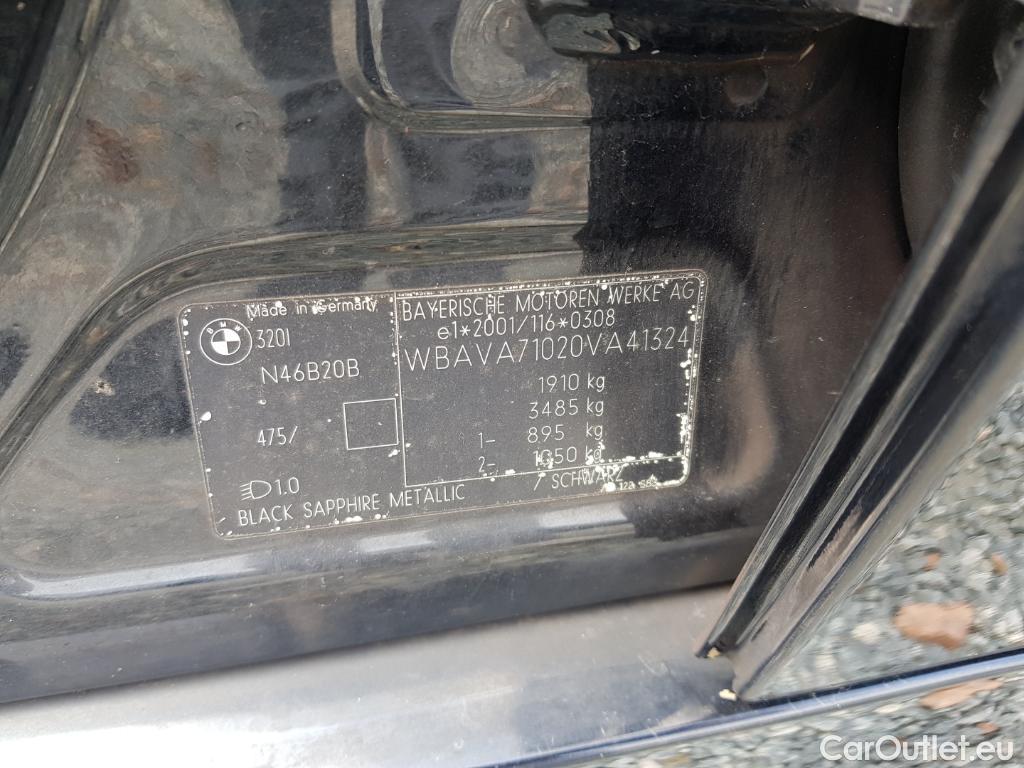 Made in Germany
BMW
320I
N46B20B
475/
1.0
BLACK SAPPHIRE METALLIC / SCHWARZ
BAYERISCHE MOTOREN WERKE AG
e1*2001/116*0308
WBAVA71020VA41324
1910 kg
3485 kg
1- 895 kg
2- 1050 kg
CarOutlet.eu